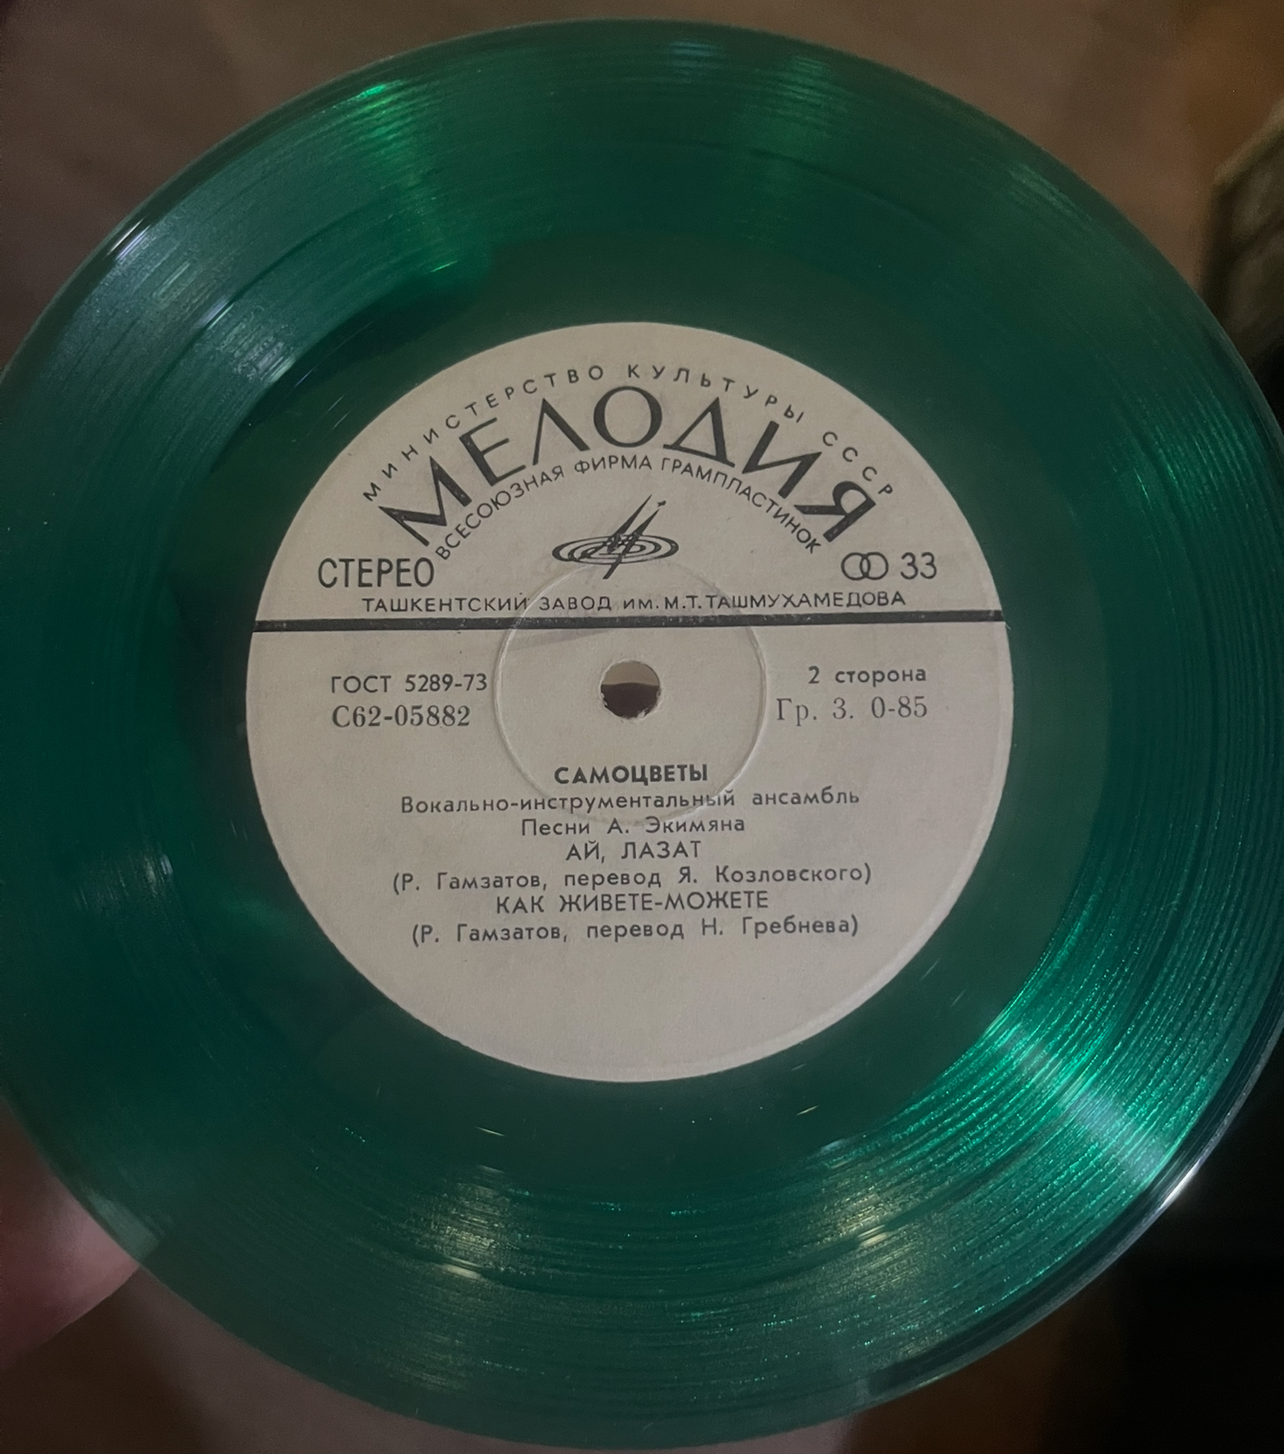 МИНИСТЕРСТВО КУЛЬТУРЫ СССР
МЕЛОДИЯ
ВСЕСОЮЗНАЯ ФИРМА ГРАМПЛАСТИНОК
СТЕРЕО 33
ТАШКЕНТСКИЙ ЗАВОД им. М.Т. ТАШМУХАМЕДОВА
ГОСТ 5289-73 2 сторона
С62-05882 Гр. 3. 0-85
САМОЦВЕТЫ
Вокально-инструментальный ансамбль
Песни А. Экимяна
АЙ, ЛАЗАТ
(Р. Гамзатов, перевод Я. Козловского)
КАК ЖИВЕТЕ-МОЖЕТЕ
(Р. Гамзатов, перевод Н. Гребнева)